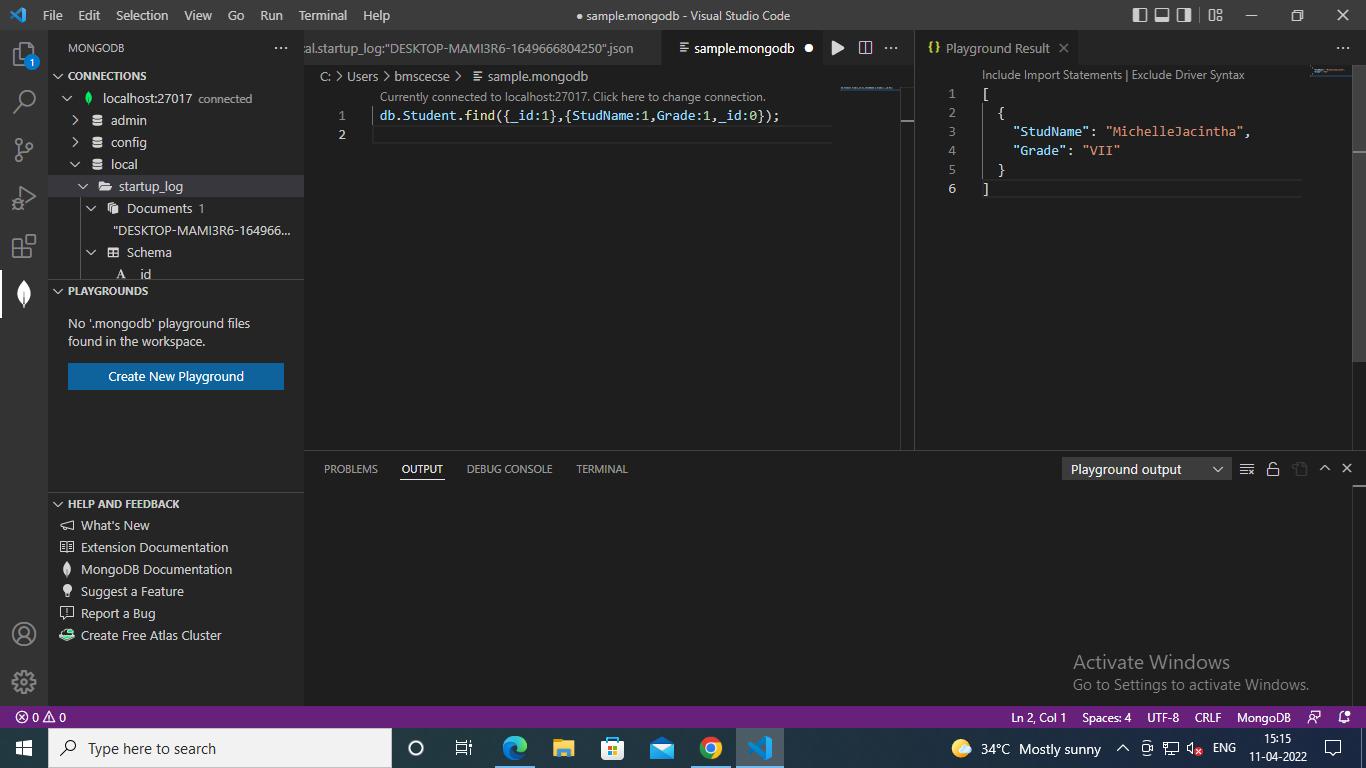 File Edit Selection View Go Run Terminal Help
● sample.mongodb - Visual Studio Code
1
MONGODB
CONNECTIONS
localhost:27017 connected
admin
config
local
startup_log
Documents 1
"DESKTOP-MAMI3R6-164966...
Schema
_id
PLAYGROUNDS
No '.mongodb' playground files
found in the workspace.
Create New Playground
HELP AND FEEDBACK
What's New
Extension Documentation
MongoDB Documentation
Suggest a Feature
Report a Bug
Create Free Atlas Cluster
cal.startup_log:"DESKTOP-MAMI3R6-1649666804250".json
sample.mongodb ●
C: > Users > bmscecse > sample.mongodb
Currently connected to localhost:27017. Click here to change connection.
1 db.Student.find({_id:1},{StudName:1,Grade:1,_id:0});
2
Playground Result
Include Import Statements | Exclude Driver Syntax
1 [
2 {
3 "StudName": "MichelleJacintha",
4 "Grade": "VII"
5 }
6 ]
PROBLEMS OUTPUT DEBUG CONSOLE TERMINAL
Playground output
Activate Windows
Go to Settings to activate Windows.
0 0
Ln 2, Col 1 Spaces: 4 UTF-8 CRLF MongoDB
Type here to search
34°C Mostly sunny
ENG
15:15
11-04-2022